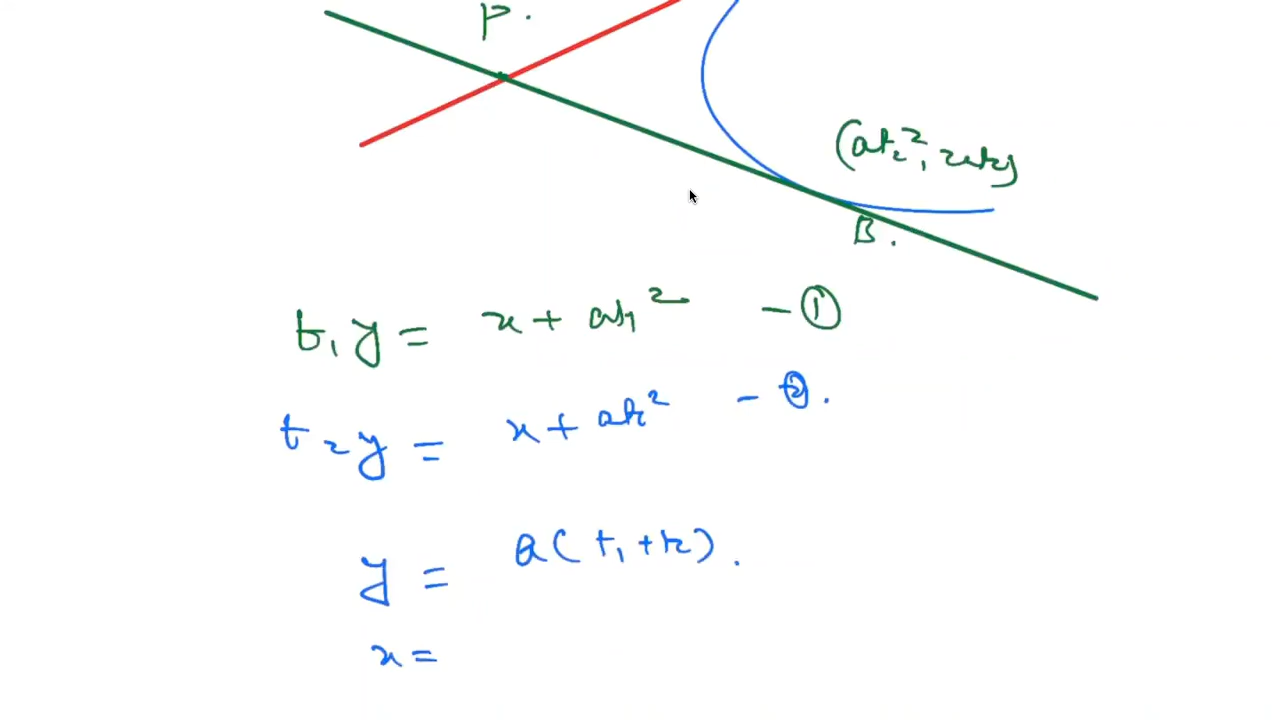 P.
(at₂², 2at₂)
B.
t₁y = x + at₁² - ①
t₂y = x + at₂² - ②.
y = a(t₁+t₂).
x =